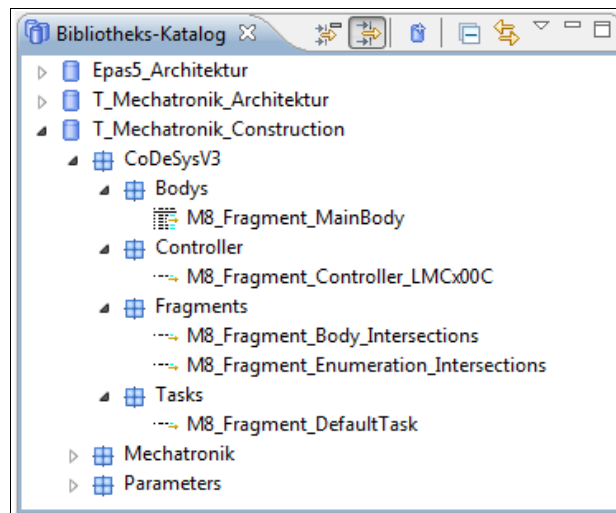 Bibliotheks-Katalog
Epas5_Architektur
T_Mechatronik_Architektur
T_Mechatronik_Construction
CoDeSysV3
Bodys
M8_Fragment_MainBody
Controller
M8_Fragment_Controller_LMCx00C
Fragments
M8_Fragment_Body_Intersections
M8_Fragment_Enumeration_Intersections
Tasks
M8_Fragment_DefaultTask
Mechatronik
Parameters